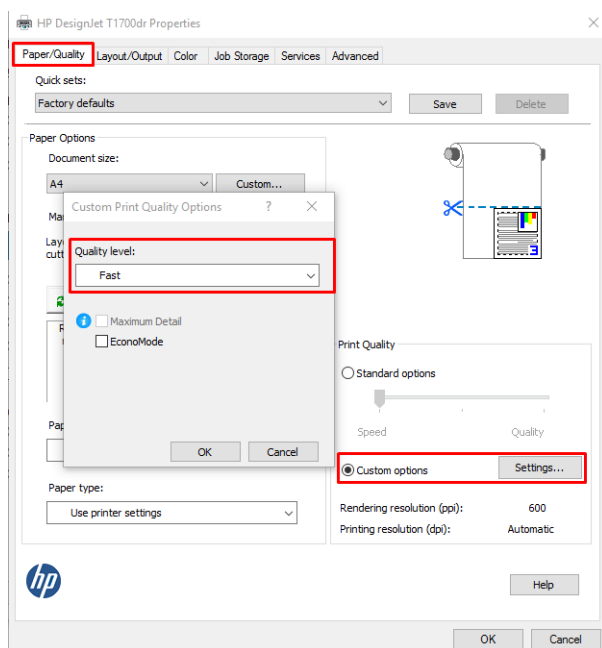 HP DesignJet T1700dr Properties
Paper/Quality Layout/Output Color Job Storage Services Advanced
Quick sets:
Factory defaults
Save
Delete
Paper Options
Document size:
A4
Custom...
Custom Print Quality Options ?
Quality level:
Fast
Maximum Detail
EconoMode
OK
Cancel
3
Print Quality
Standard options
Speed
Quality
Custom options
Settings...
Rendering resolution (ppi): 600
Printing resolution (dpi): Automatic
Paper type:
Use printer settings
hp
Help
OK
Cancel